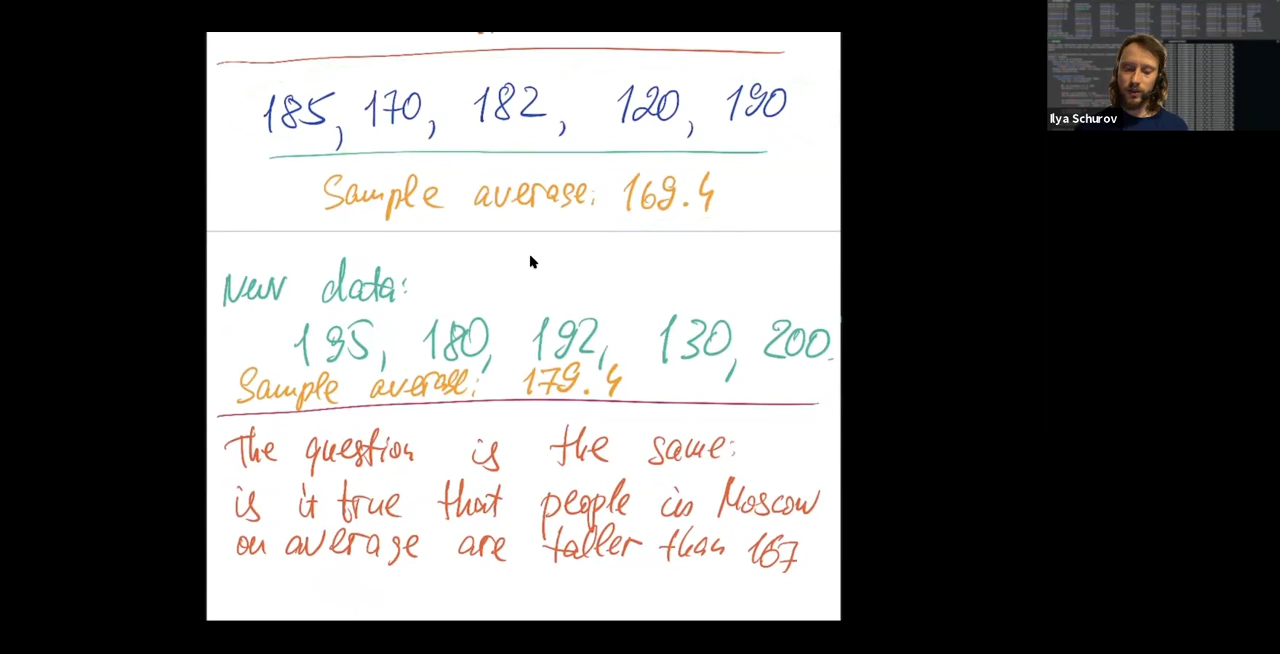 185, 170, 182, 120, 190
Sample average: 169.4
New data:
195, 180, 192, 130, 200.
Sample average: 179.4
The question is the same:
is it true that people in Moscow
on average are taller than 167
Ilya Schurov